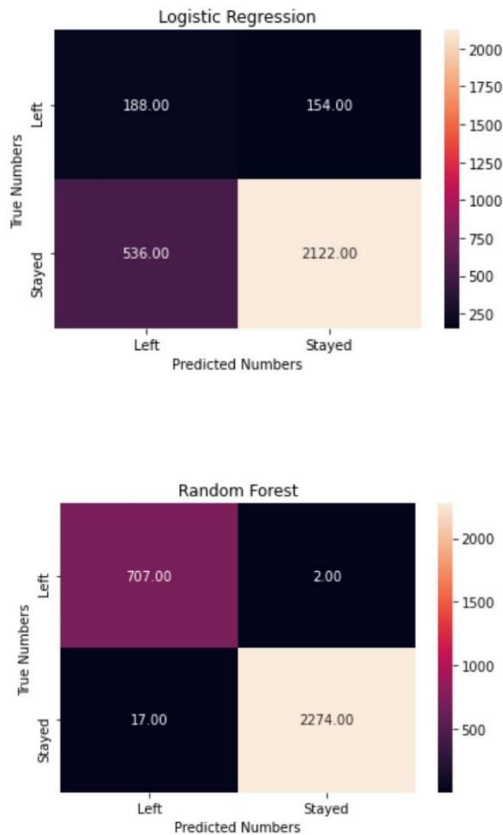 Logistic Regression
True Numbers
Left
188.00 154.00
Stayed
536.00 2122.00
Left Stayed
Predicted Numbers
2000
1750
1500
1250
1000
750
500
250
Random Forest
True Numbers
Left
707.00 2.00
Stayed
17.00 2274.00
Left Stayed
Predicted Numbers
2000
1500
1000
500